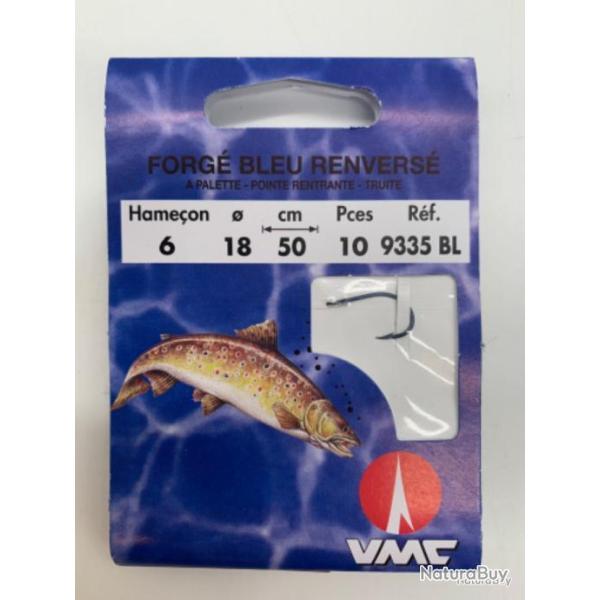 FORGÉ BLEU RENVERSÉ
A PALETTE - POINTE RENTRANTE - TRUITE
Hameçon ø cm Pces Réf.
6 18 50 10 9335 BL
VMC
NaturaBuy